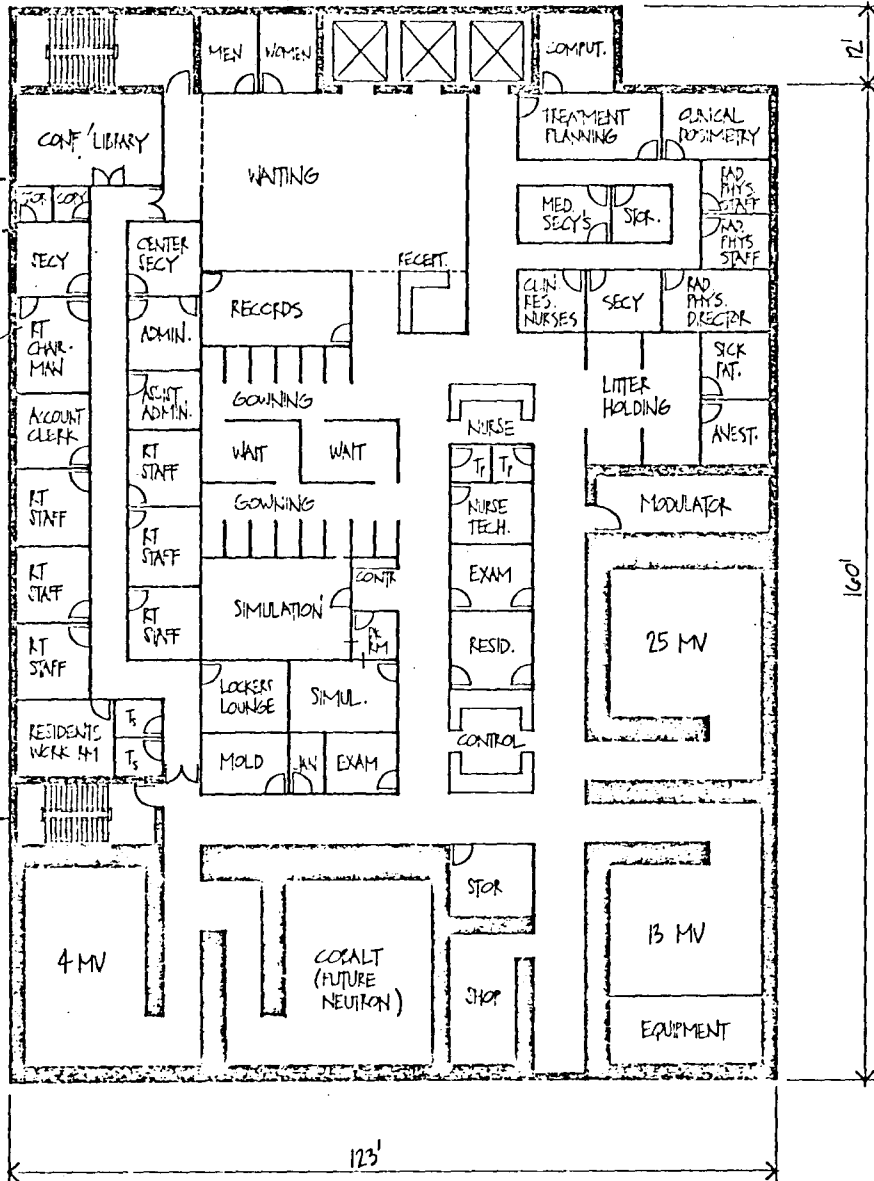 MEN
WOMEN
COMPUT.
12'
CONF./LIBRARY
WAITING
TREATMENT
PLANNING
CLINICAL
DOSIMETRY
STOR.
COPY
MED.
SECY'S
STOR.
RAD
PHYS.
STAFF
RAD.
PHYS
STAFF
SECY
CENTER
SECY
RECEPT.
RECORDS
CLIN
RES.
NURSES
SECY
RAD
PHYS.
DIRECTOR
RT
CHAIR-
MAN
ADMIN.
ASSIST
ADMIN.
GOWNING
LITTER
HOLDING
SICK
PAT.
ANEST.
ACCOUNT
CLERK
RT
STAFF
WAIT
WAIT
NURSE
TP
TP
GOWNING
NURSE
TECH.
MODULATOR
RT
STAFF
RT
STAFF
CONTR
EXAM
160'
RT
STAFF
RT
STAFF
SIMULATION
DK
RM
RESID.
25 MV
RT
STAFF
LOCKERS
LOUNGE
SIMUL.
RESIDENTS
WORK RM
TS
TS
MOLD
JAN
EXAM
CONTROL
STOR
4 MV
COBALT
(FUTURE
NEUTRON)
SHOP
13 MV
EQUIPMENT
123'